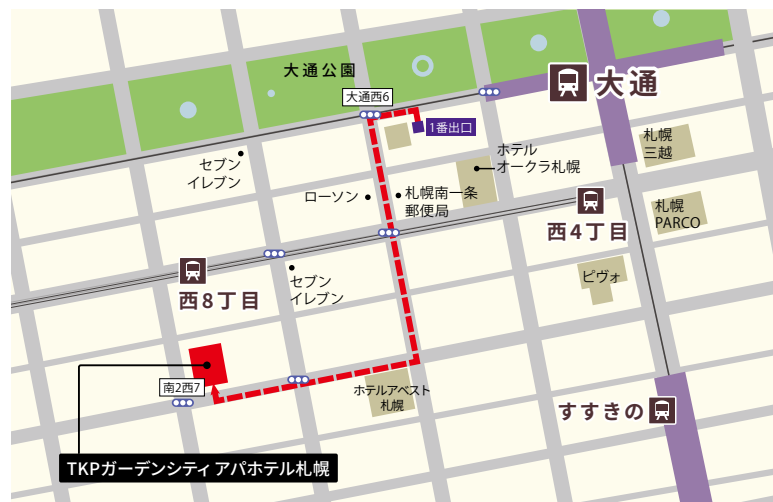 大通公園
大通西6
大通
1番出口
セブン
イレブン
ローソン
札幌南一条
郵便局
ホテル
オークラ札幌
札幌
三越
西4丁目
札幌
PARCO
西8丁目
セブン
イレブン
ピヴォ
南2西7
ホテルアベスト
札幌
すすきの
TKPガーデンシティ アパホテル札幌